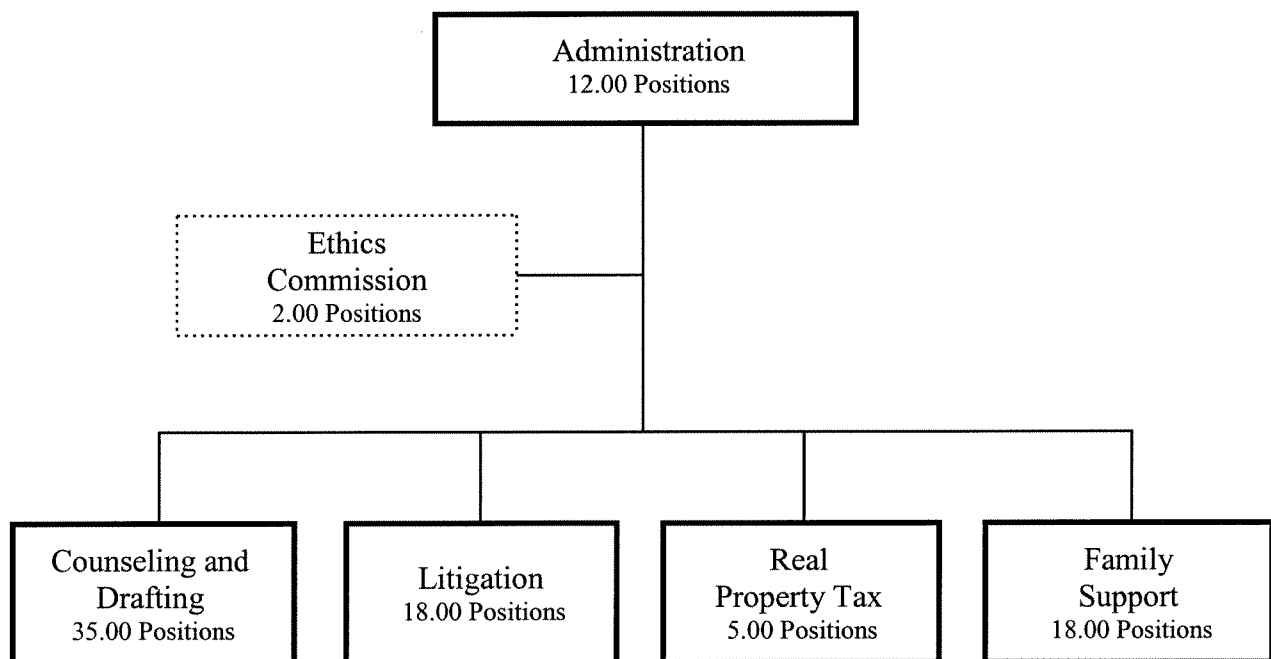 Administration
12.00 Positions
Ethics
Commission
2.00 Positions
Counseling and
Drafting
35.00 Positions
Litigation
18.00 Positions
Real
Property Tax
5.00 Positions
Family
Support
18.00 Positions